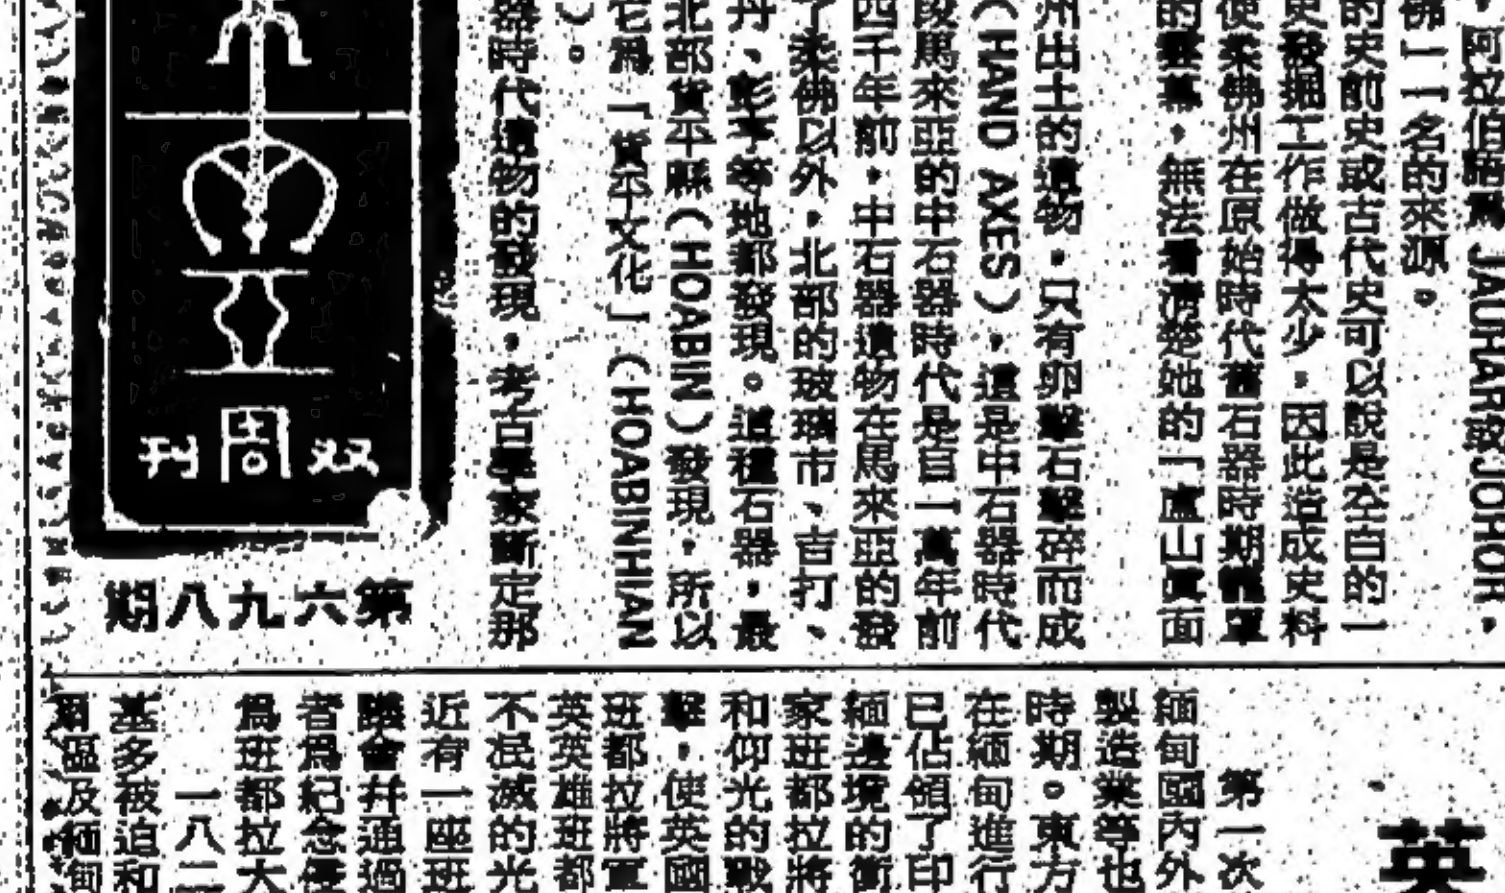 ，阿拉伯語爲 JAUHAR或JOHOR，
佛」一名的來源。
的史前史或古代史可以說是空白的一
史發掘工作做得太少，因此造成史料
使柔佛州在原始時代舊石器時期籠罩
的雲幕，無法看清楚她的「盧山眞面
州出土的遺物，只有卵擊石擊碎而成
（HAND AXES），這是中石器時代
段馬來亞的中石器時代是自一萬年前
四千年前，中石器遺物在馬來亞的發
了柔佛以外，北部的玻璃市、吉打、
丹、彭亨等地都發現。這種石器，最
北部貨平縣（HOABIN）發現，所以
它爲「貨平文化」（HOABINHIAN
）。
器時代遺物的發現，考古學家斷定那
双周刊
第六九八期
英
第一次
緬甸國內外
製造業等也
時期。東方
在緬甸進行
已佔領了印
緬邊境的衝
家班都拉將
和仰光的戰
擊，使英國
班都拉將軍
英英雄班都
不泯滅的光
近有一座班
議會幷通過
者爲紀念侵
爲班都拉大
一八二
基多被迫和
區及緬甸